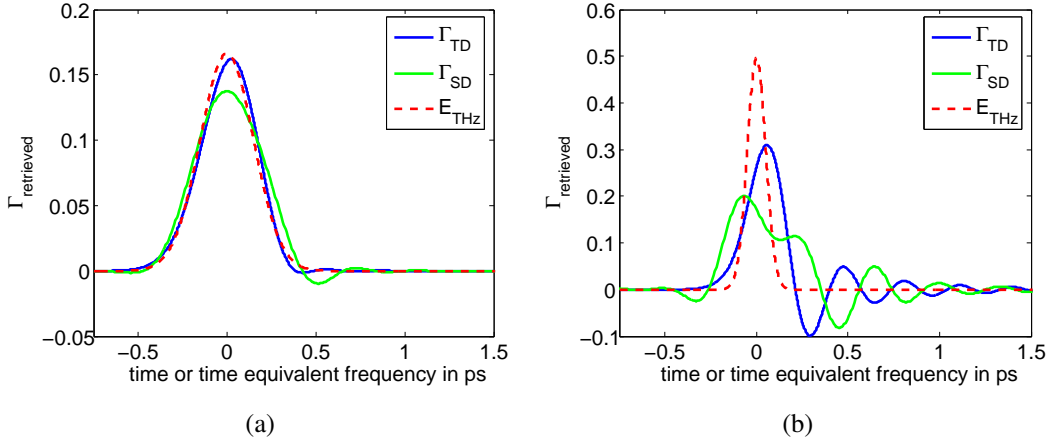 0.2
0.15
0.1
0.05
0
−0.05
Γretrieved
−0.5 0 0.5 1 1.5
time or time equivalent frequency in ps
ΓTD
ΓSD
ETHz
(a)
0.6
0.5
0.4
0.3
0.2
0.1
0
−0.1
Γretrieved
−0.5 0 0.5 1 1.5
time or time equivalent frequency in ps
ΓTD
ΓSD
ETHz
(b)